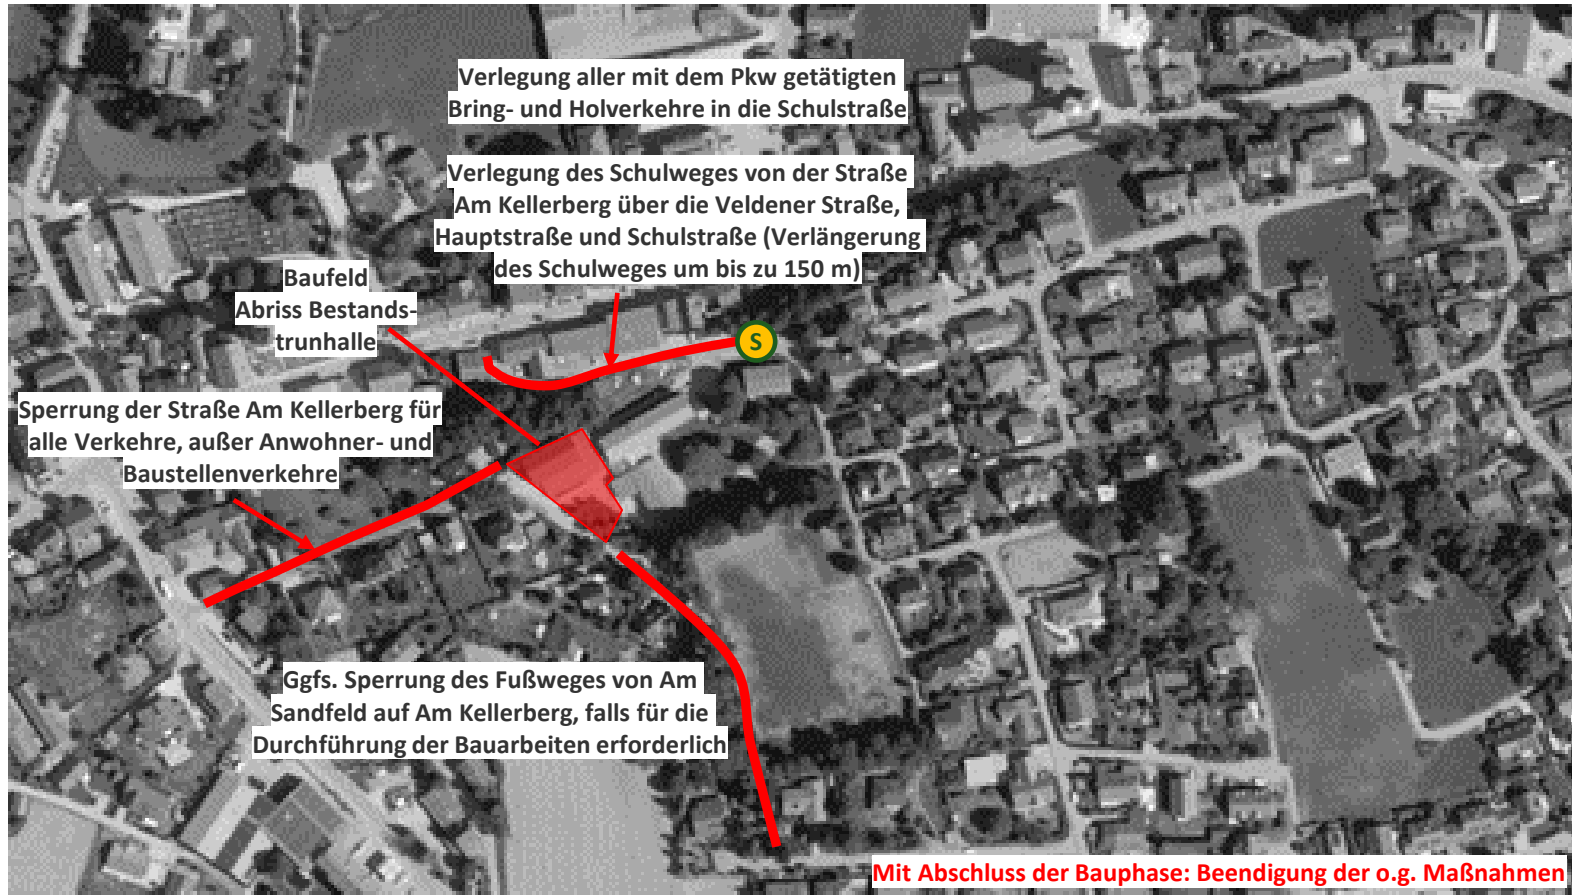 Verlegung aller mit dem Pkw getätigten
Bring- und Holverkehre in die Schulstraße
Verlegung des Schulweges von der Straße
Am Kellerberg über die Veldener Straße,
Hauptstraße und Schulstraße (Verlängerung
des Schulweges um bis zu 150 m)
Baufeld
Abriss Bestands-
trunhalle
S
Sperrung der Straße Am Kellerberg für
alle Verkehre, außer Anwohner- und
Baustellenverkehre
Ggfs. Sperrung des Fußweges von Am
Sandfeld auf Am Kellerberg, falls für die
Durchführung der Bauarbeiten erforderlich
Mit Abschluss der Bauphase: Beendigung der o.g. Maßnahmen